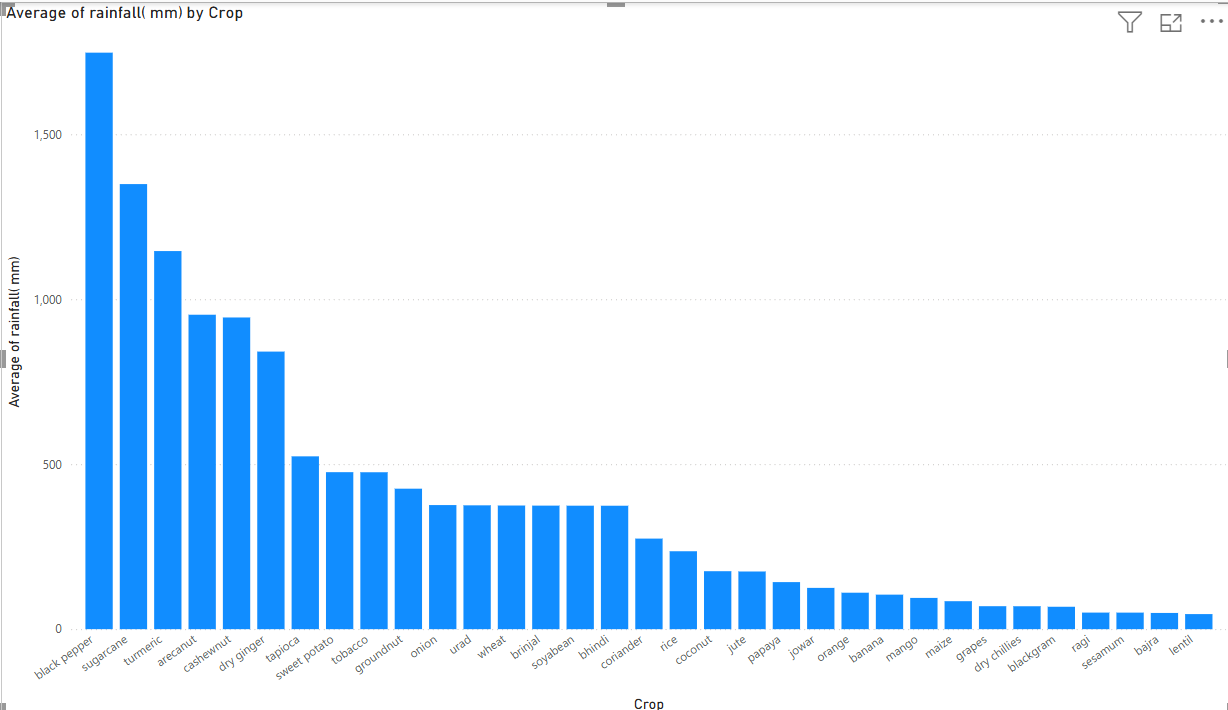 Average of rainfall( mm) by Crop
Average of rainfall( mm)
1,500
1,000
500
0
black pepper
sugarcane
turmeric
arecanut
cashewnut
dry ginger
tapioca
sweet potato
tobacco
groundnut
onion
urad
wheat
brinjal
soyabean
bhindi
coriander
rice
coconut
jute
papaya
jowar
orange
banana
mango
maize
grapes
dry chillies
blackgram
ragi
sesamum
bajra
lentil
Crop